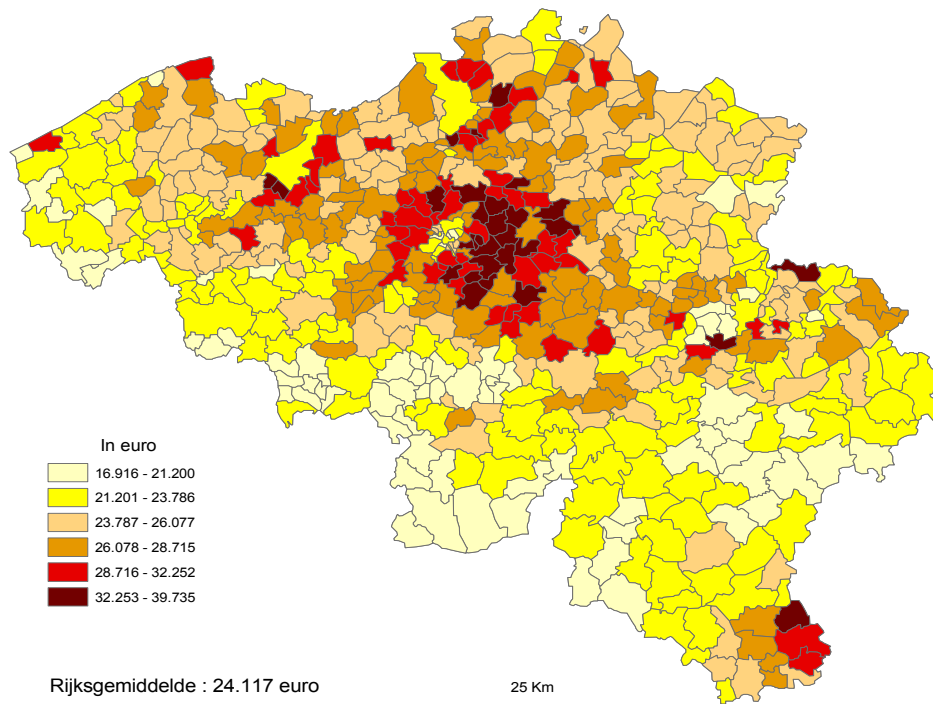 In euro
16.916 - 21.200
21.201 - 23.786
23.787 - 26.077
26.078 - 28.715
28.716 - 32.252
32.253 - 39.735
Rijksgemiddelde : 24.117 euro
25 Km